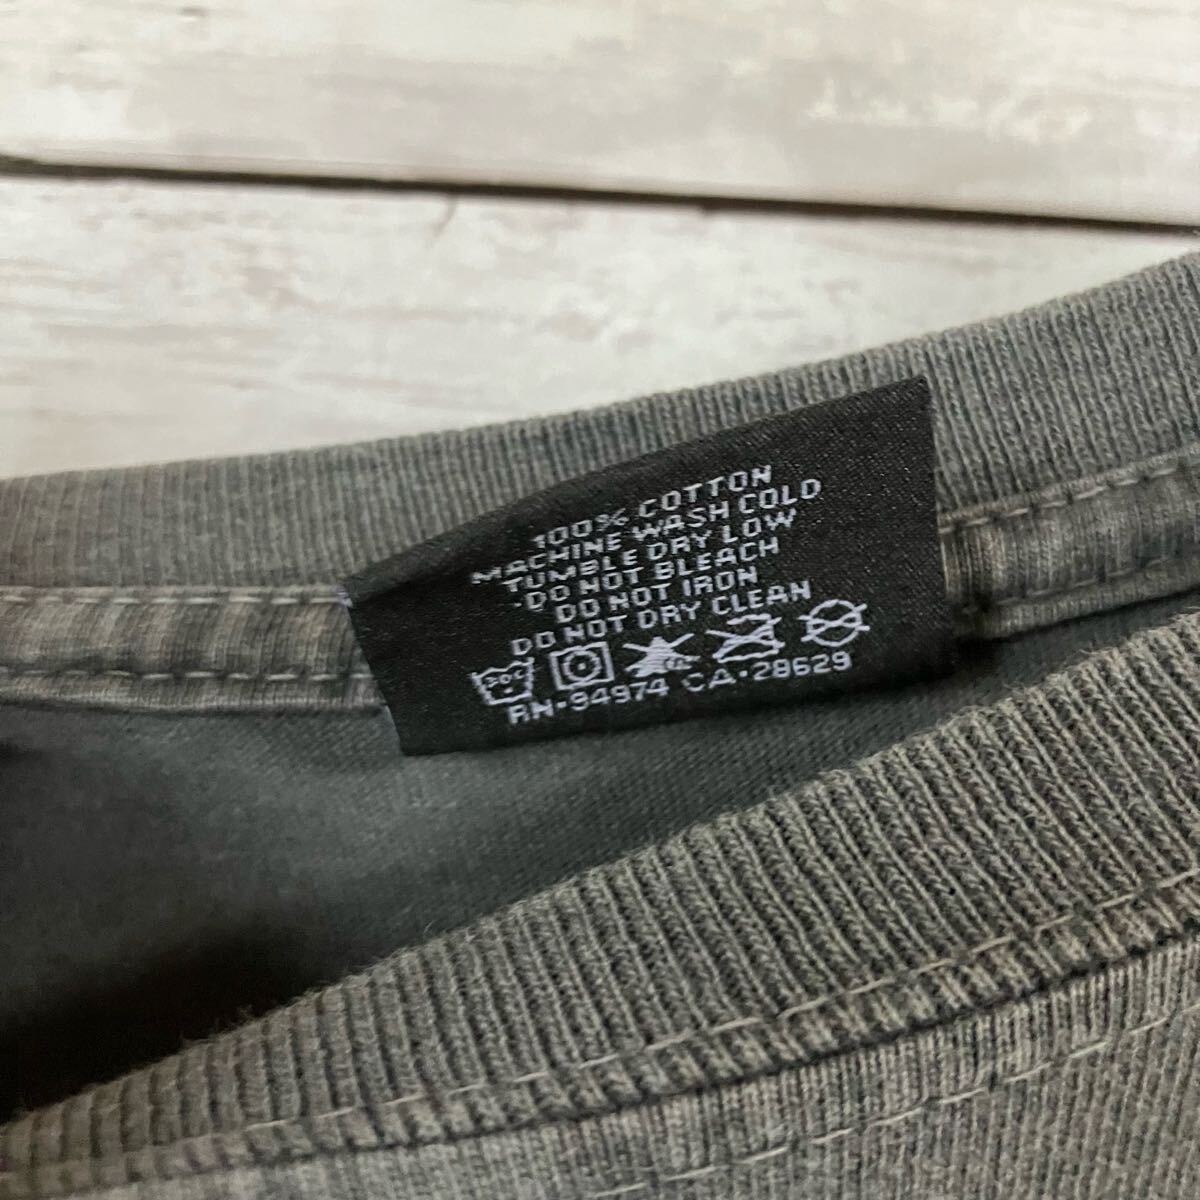 100% COTTON
MACHINE WASH COLD
TUMBLE DRY LOW
DO NOT BLEACH
DO NOT IRON
DO NOT DRY CLEAN
30C
RN·94974 CA·28629